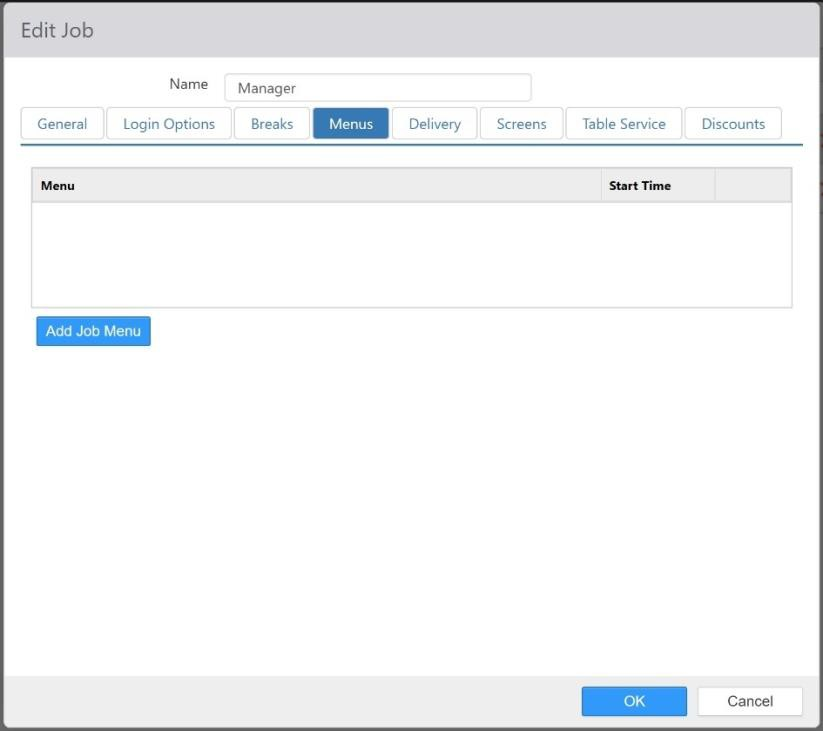 Edit Job
Name Manager
General Login Options Breaks Menus Delivery Screens Table Service Discounts
Menu Start Time
Add Job Menu
OK Cancel